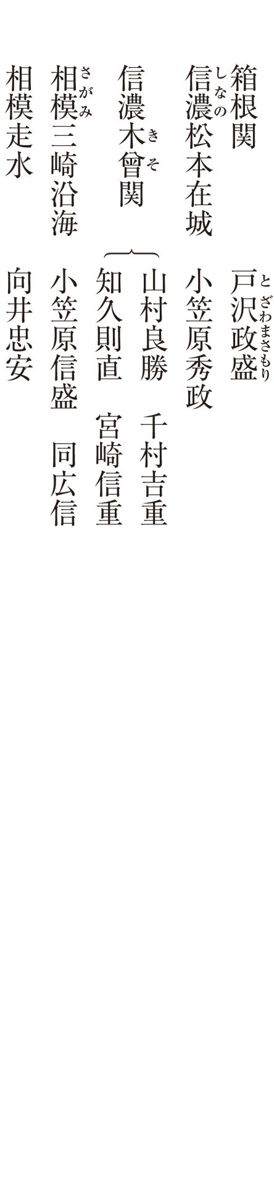 箱根関　戸沢政盛
信濃松本在城　小笠原秀政
信濃木曾関　山村良勝　千村吉重
知久則直　宮崎信重
相模三崎沿海　小笠原信盛　同広信
相模走水　向井忠安